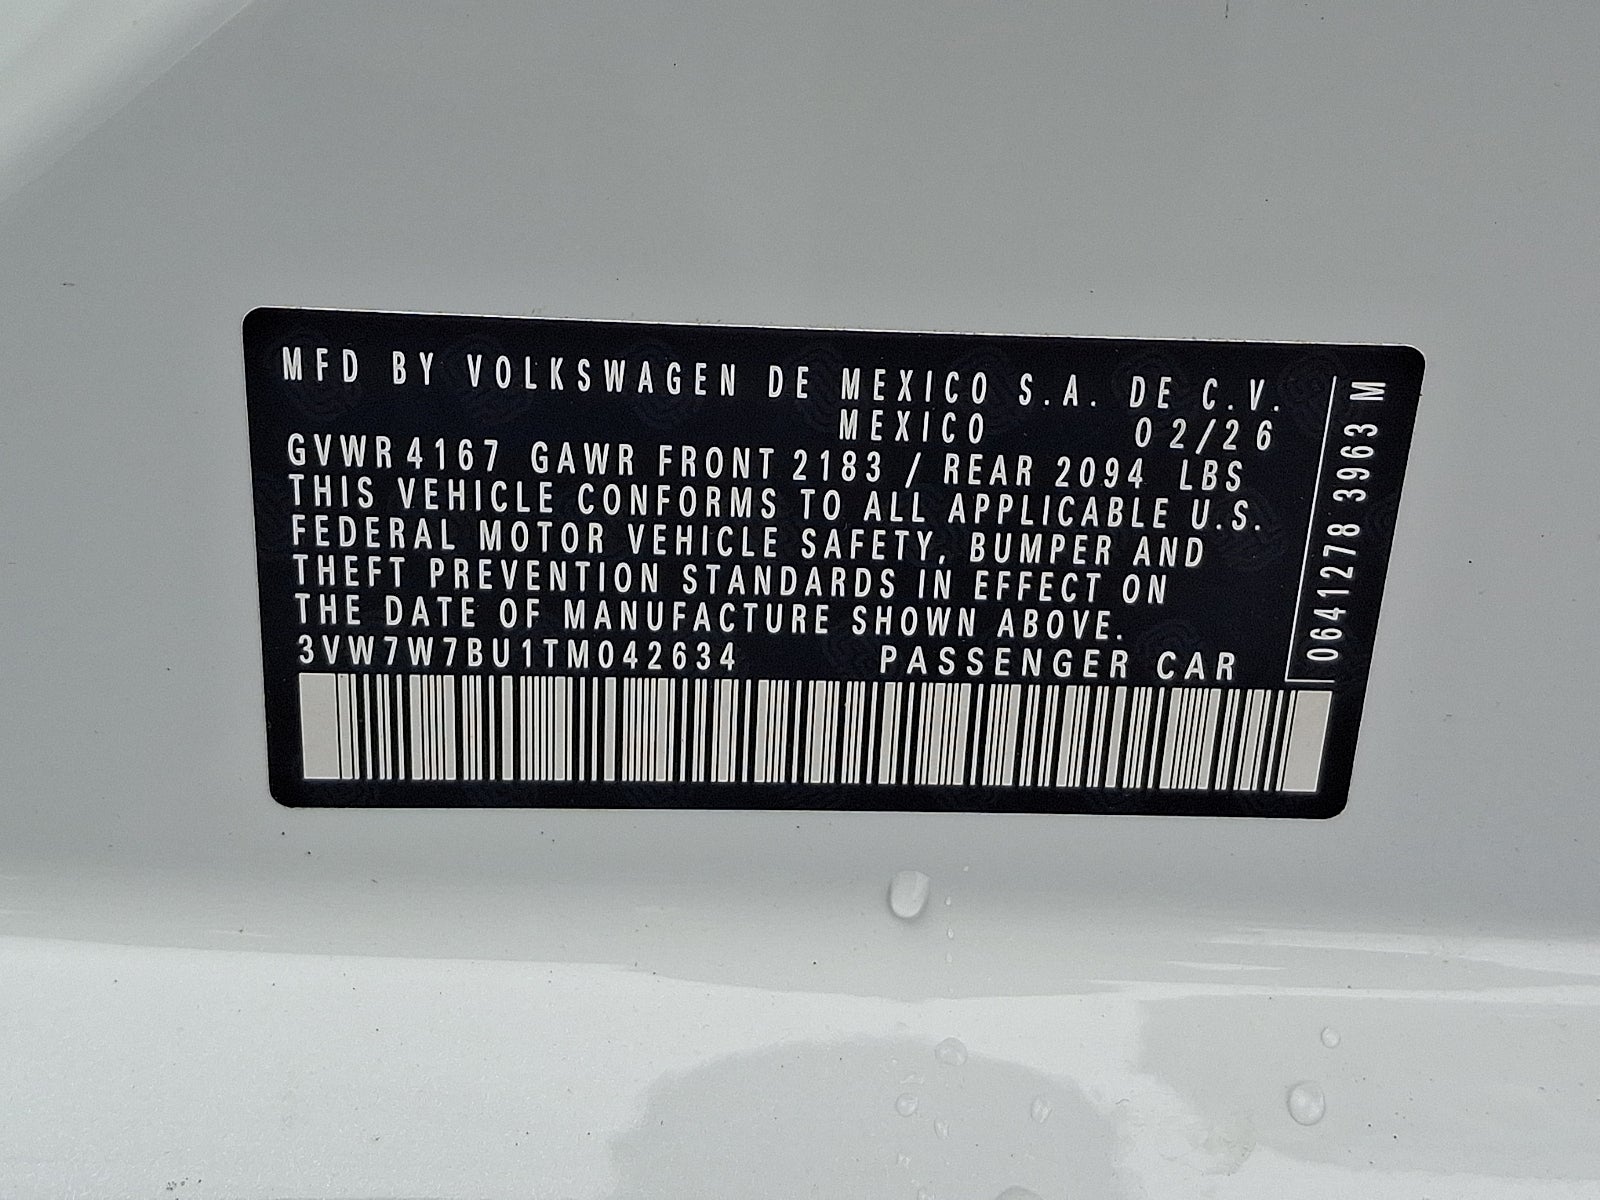 MFD BY VOLKSWAGEN DE MEXICO S.A. DE C.V.
MEXICO 02/26
GVWR 4167 GAWR FRONT 2183 / REAR 2094 LBS
THIS VEHICLE CONFORMS TO ALL APPLICABLE U.S.
FEDERAL MOTOR VEHICLE SAFETY, BUMPER AND
THEFT PREVENTION STANDARDS IN EFFECT ON
THE DATE OF MANUFACTURE SHOWN ABOVE.
3VW7W7BU1TM042634 PASSENGER CAR
0641278 3963 M